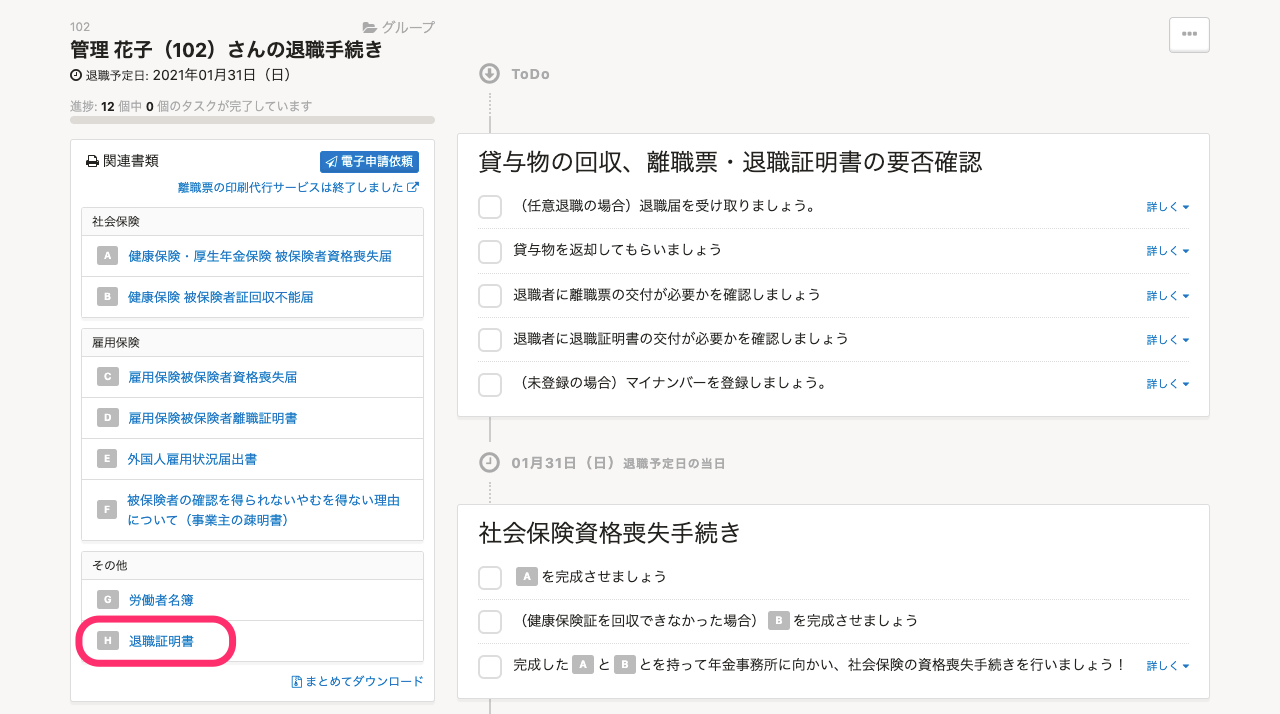 102
グループ
管理 花子（102）さんの退職手続き
退職予定日: 2021年01月31日（日）
進捗: 12 個中 0 個のタスクが完了しています
関連書類
電子申請依頼
離職票の印刷代行サービスは終了しました
社会保険
A 健康保険・厚生年金保険 被保険者資格喪失届
B 健康保険 被保険者証回収不能届
雇用保険
C 雇用保険被保険者資格喪失届
D 雇用保険被保険者離職証明書
E 外国人雇用状況届出書
F 被保険者の確認を得られないやむを得ない理由
について（事業主の疎明書）
その他
G 労働者名簿
H 退職証明書
まとめてダウンロード
ToDo
貸与物の回収、離職票・退職証明書の要否確認
（任意退職の場合）退職届を受け取りましょう。 詳しく
貸与物を返却してもらいましょう 詳しく
退職者に離職票の交付が必要かを確認しましょう 詳しく
退職者に退職証明書の交付が必要かを確認しましょう 詳しく
（未登録の場合）マイナンバーを登録しましょう。 詳しく
01月31日（日）退職予定日の当日
社会保険資格喪失手続き
A を完成させましょう
（健康保険証を回収できなかった場合） B を完成させましょう
完成した A と B とを持って年金事務所に向かい、社会保険の資格喪失手続きを行いましょう！ 詳しく